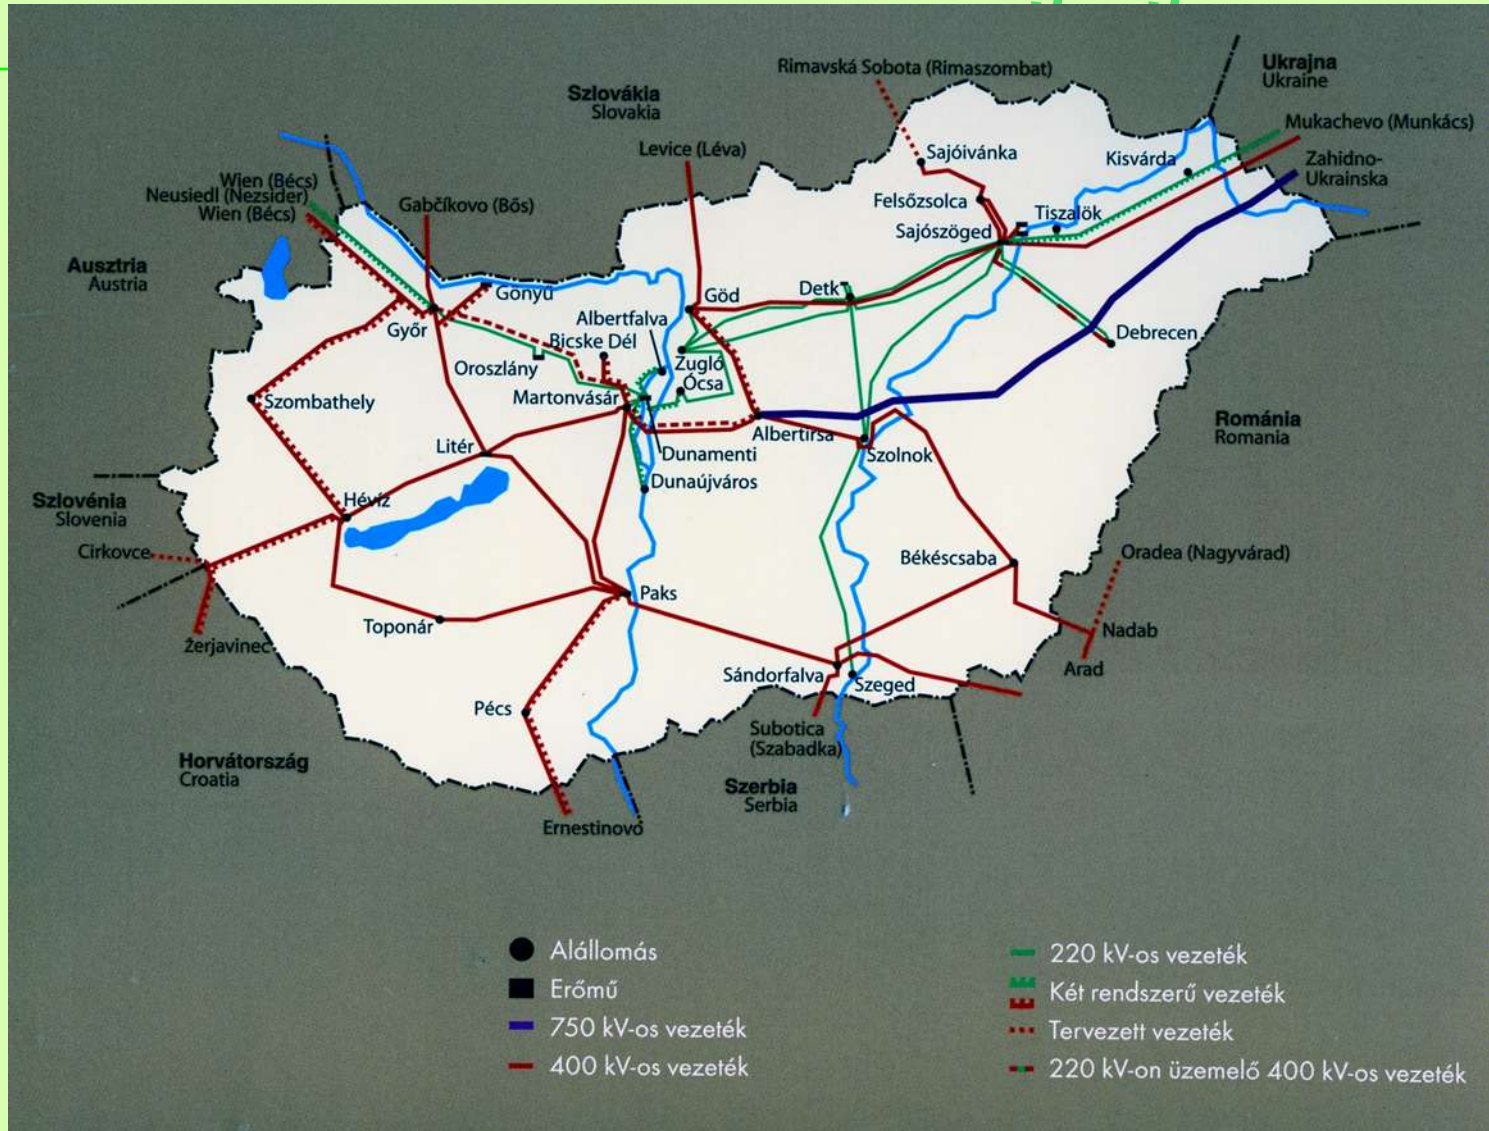 Rimavská Sobota (Rimaszombat)
Ukrajna
Ukraine
Szlovákia
Slovakia
Mukachevo (Munkács)
Levice (Léva)
Sajóivánka
Kisvárda
Zahidno-
Ukrainska
Wien (Bécs)
Neusiedl (Nezsider)
Wien (Bécs)
Gabčíkovo (Bős)
Felsőzsolca
Tiszalök
Sajószöged
Ausztria
Austria
Gönyű
Göd
Detk
Győr
Albertfalva
Bicske Dél
Debrecen
Oroszlány
Zugló
Ócsa
Szombathely
Martonvásár
Albertirsa
Románia
Romania
Litér
Dunamenti
Szolnok
Dunaújváros
Szlovénia
Slovenia
Hévíz
Cirkovce
Békéscsaba
Oradea (Nagyvárad)
Paks
Toponár
Nadab
Žerjavinec
Sándorfalva
Szeged
Arad
Pécs
Subotica
(Szabadka)
Horvátország
Croatia
Szerbia
Serbia
Ernestinovo
Alállomás
Erőmű
750 kV-os vezeték
400 kV-os vezeték
220 kV-os vezeték
Két rendszerű vezeték
Tervezett vezeték
220 kV-on üzemelő 400 kV-os vezeték